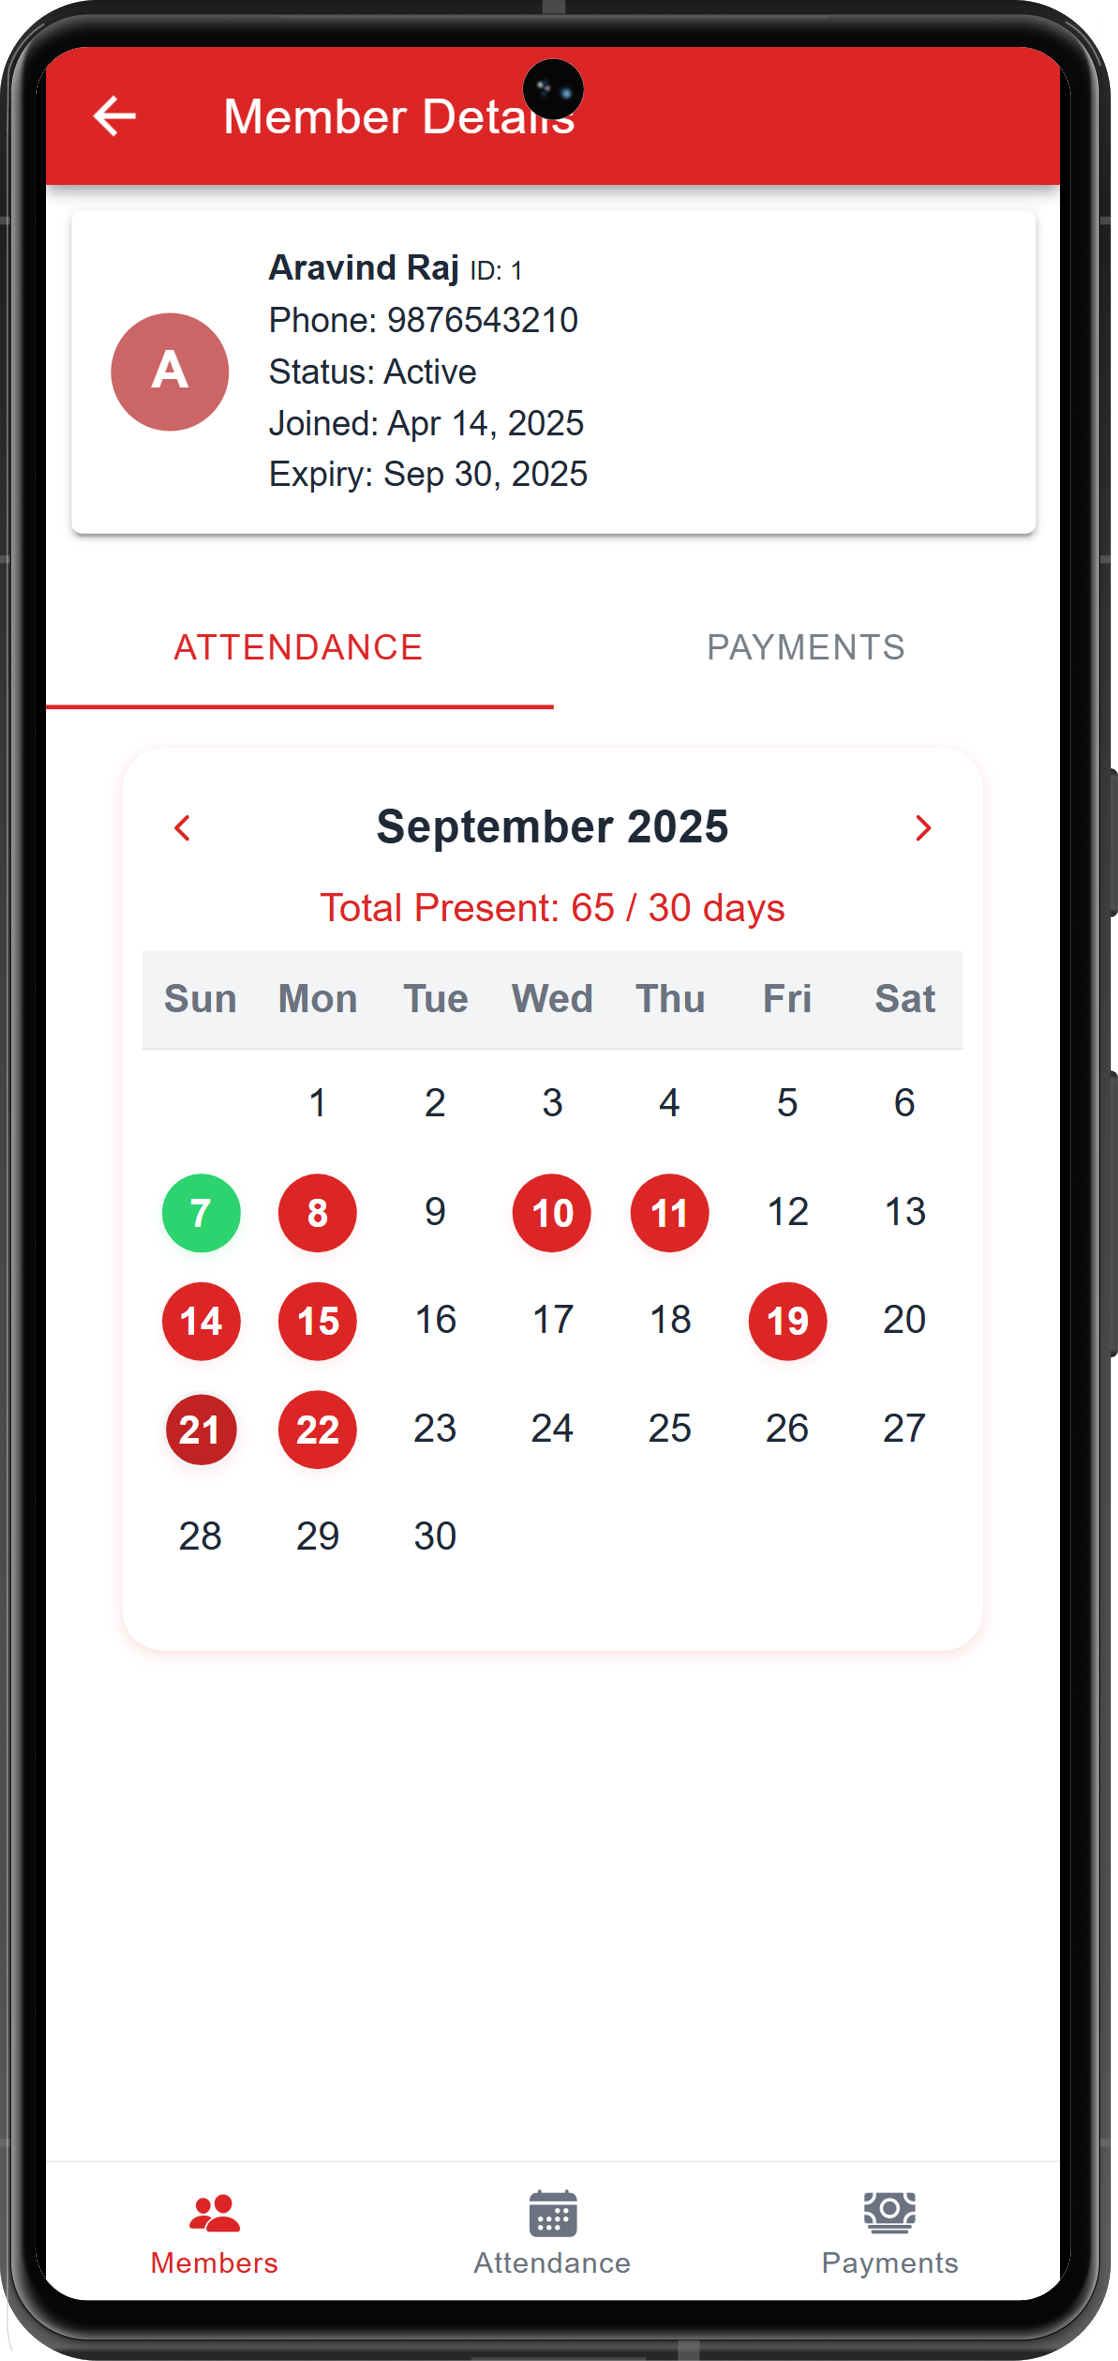 Member Details
A
Aravind Raj ID: 1
Phone: 9876543210
Status: Active
Joined: Apr 14, 2025
Expiry: Sep 30, 2025
ATTENDANCE PAYMENTS
September 2025
Total Present: 65 / 30 days
Sun Mon Tue Wed Thu Fri Sat
1 2 3 4 5 6
7 8 9 10 11 12 13
14 15 16 17 18 19 20
21 22 23 24 25 26 27
28 29 30
Members Attendance Payments